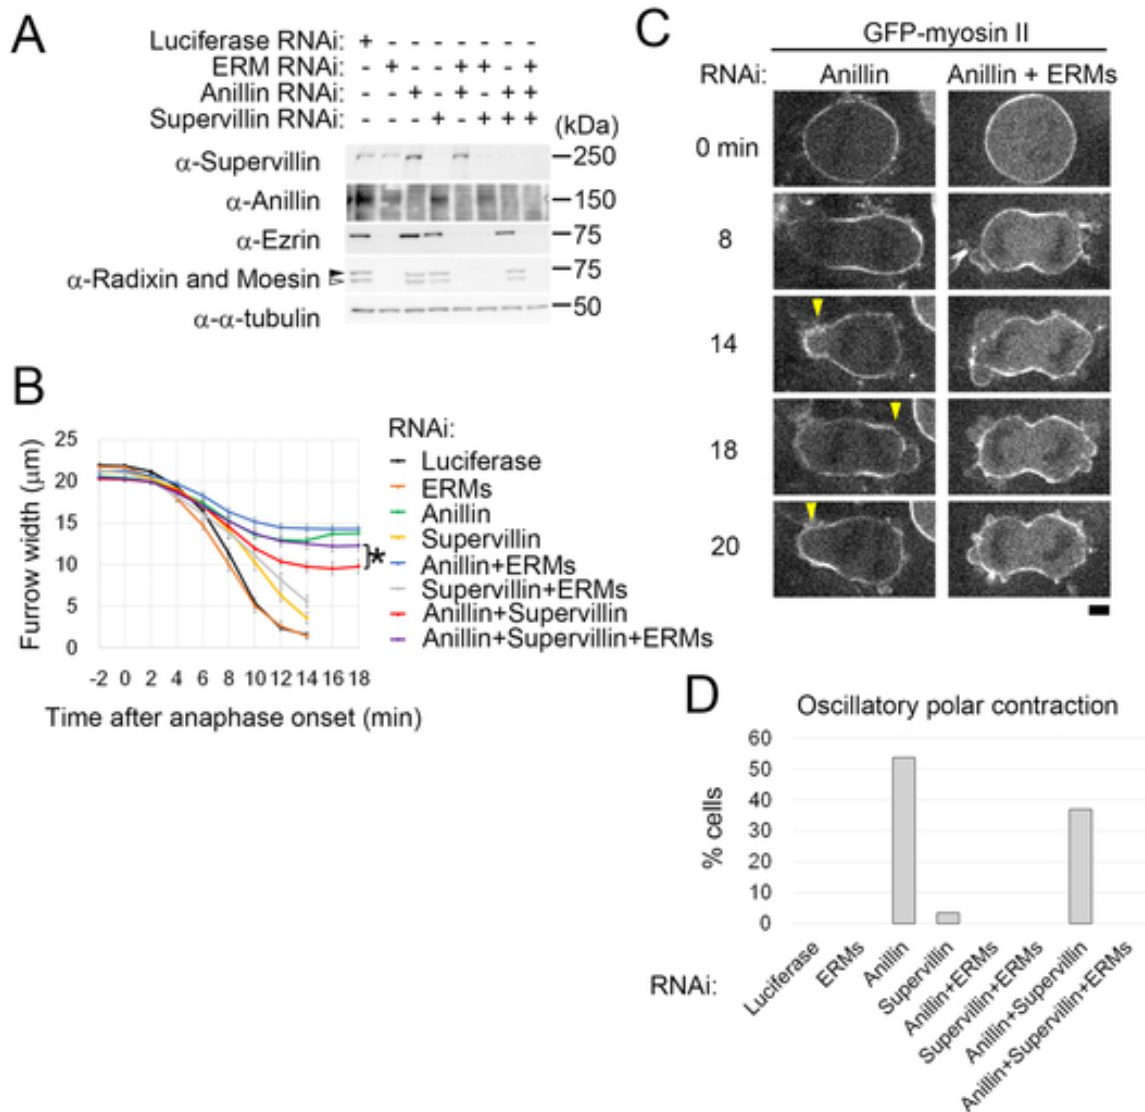 A
Luciferase RNAi: + - - - - - - -
ERM RNAi: - + - - + + - +
Anillin RNAi: - - + - + - + +
Supervillin RNAi: - - - + - + + +
(kDa)
α-Supervillin
250
α-Anillin
150
α-Ezrin
75
α-Radixin and Moesin
75
α-α-tubulin
50
B
25
20
15
10
5
0
Furrow width (μm)
-2 0 2 4 6 8 10 12 14 16 18
Time after anaphase onset (min)
*
RNAi:
Luciferase
ERMs
Anillin
Supervillin
Anillin+ERMs
Supervillin+ERMs
Anillin+Supervillin
Anillin+Supervillin+ERMs
C
GFP-myosin II
RNAi: Anillin Anillin + ERMs
0 min
8
14
18
20
D
Oscillatory polar contraction
60
50
40
30
20
10
0
% cells
RNAi:
Luciferase
ERMs
Anillin
Supervillin
Anillin+ERMs
Supervillin+ERMs
Anillin+Supervillin
Anillin+Supervillin+ERMs